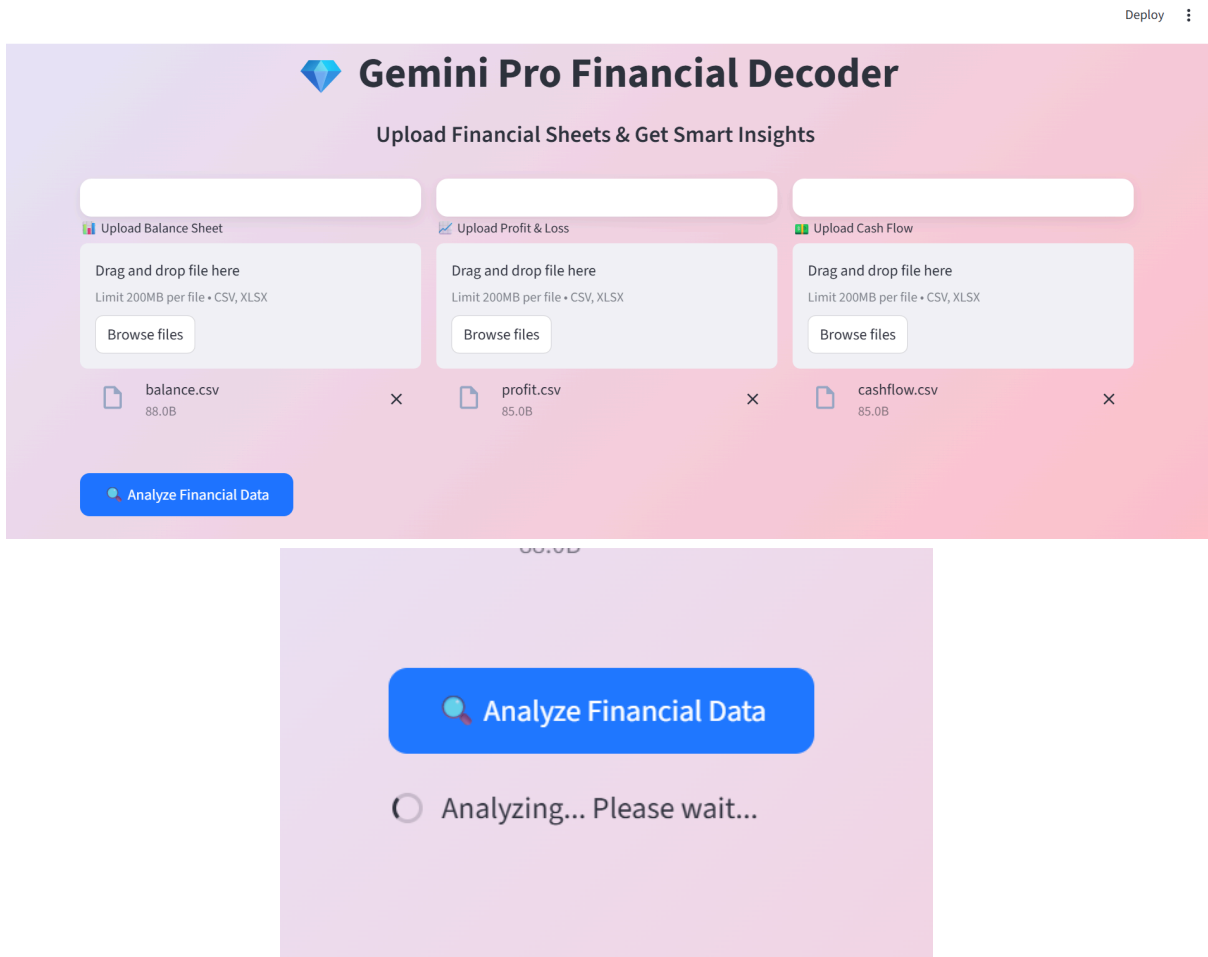 Deploy
Gemini Pro Financial Decoder
Upload Financial Sheets & Get Smart Insights
Upload Balance Sheet
Upload Profit & Loss
Upload Cash Flow
Drag and drop file here
Drag and drop file here
Drag and drop file here
Limit 200MB per file • CSV, XLSX
Limit 200MB per file • CSV, XLSX
Limit 200MB per file • CSV, XLSX
Browse files
Browse files
Browse files
balance.csv
profit.csv
cashflow.csv
88.0B
85.0B
85.0B
Analyze Financial Data
Analyze Financial Data
Analyzing... Please wait...